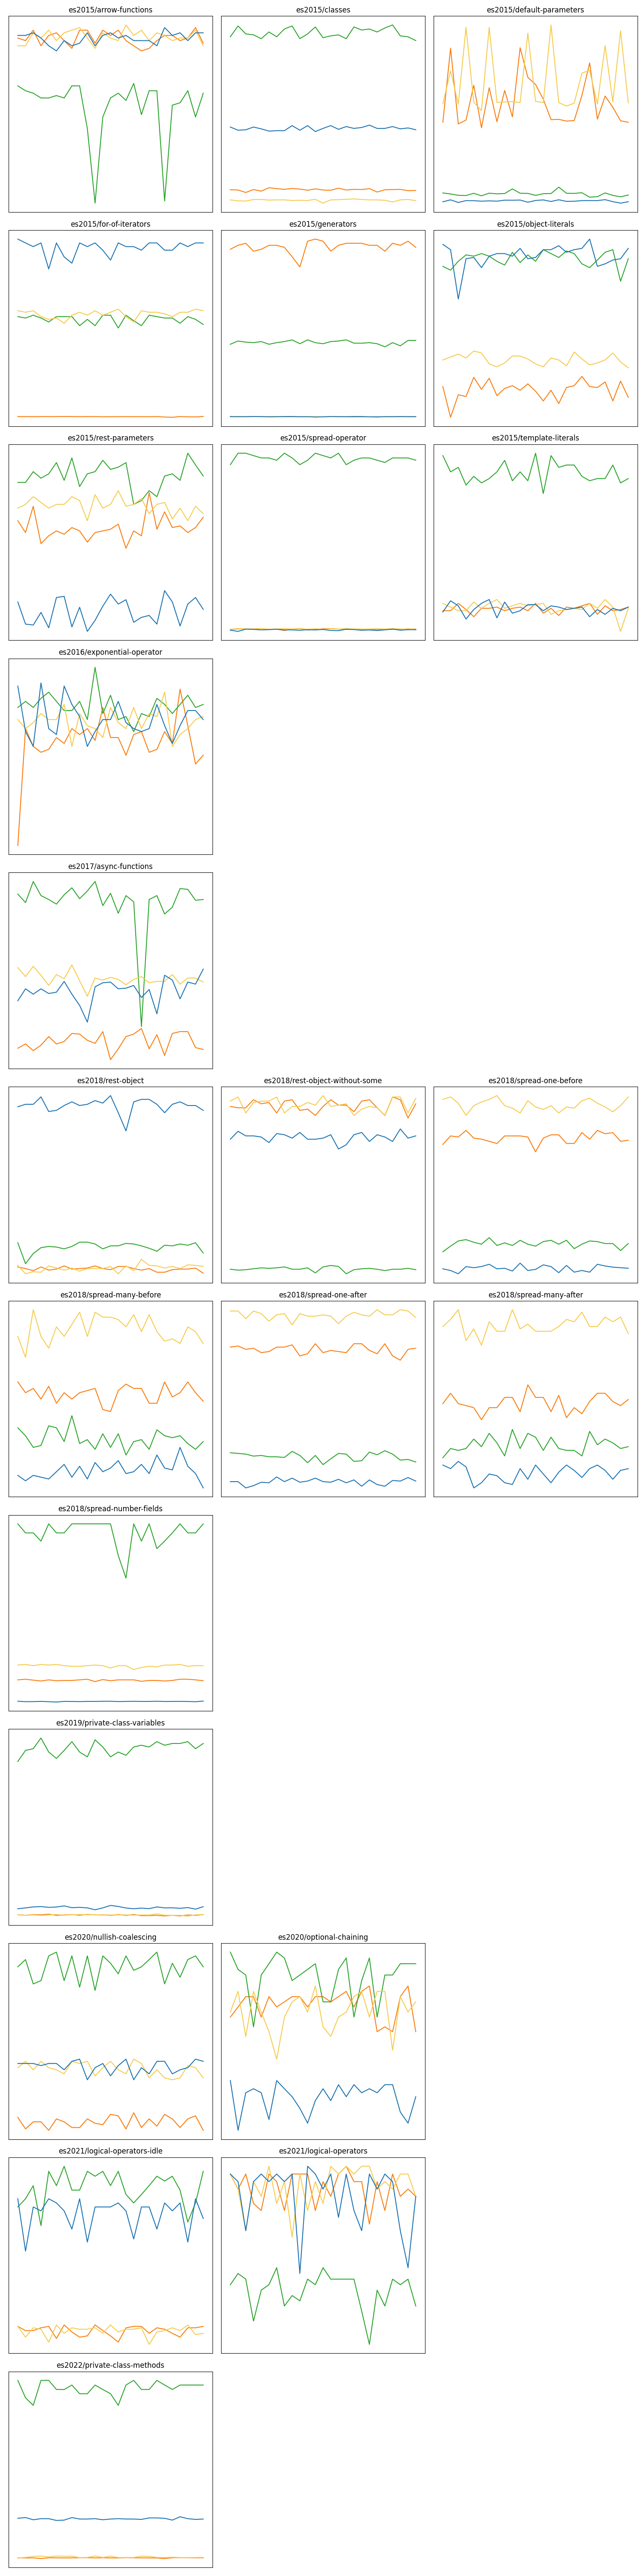 es2015/arrow-functions
es2015/classes
es2015/default-parameters
es2015/for-of-iterators
es2015/generators
es2015/object-literals
es2015/rest-parameters
es2015/spread-operator
es2015/template-literals
es2016/exponential-operator
es2017/async-functions
es2018/rest-object
es2018/rest-object-without-some
es2018/spread-one-before
es2018/spread-many-before
es2018/spread-one-after
es2018/spread-many-after
es2018/spread-number-fields
es2019/private-class-variables
es2020/nullish-coalescing
es2020/optional-chaining
es2021/logical-operators-idle
es2021/logical-operators
es2022/private-class-methods